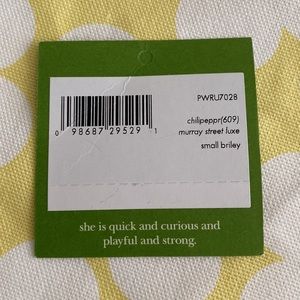 PWRU7028
0 98687 29529 1
chilipeppr(609)
murray street luxe
small briley
she is quick and curious and
playful and strong.